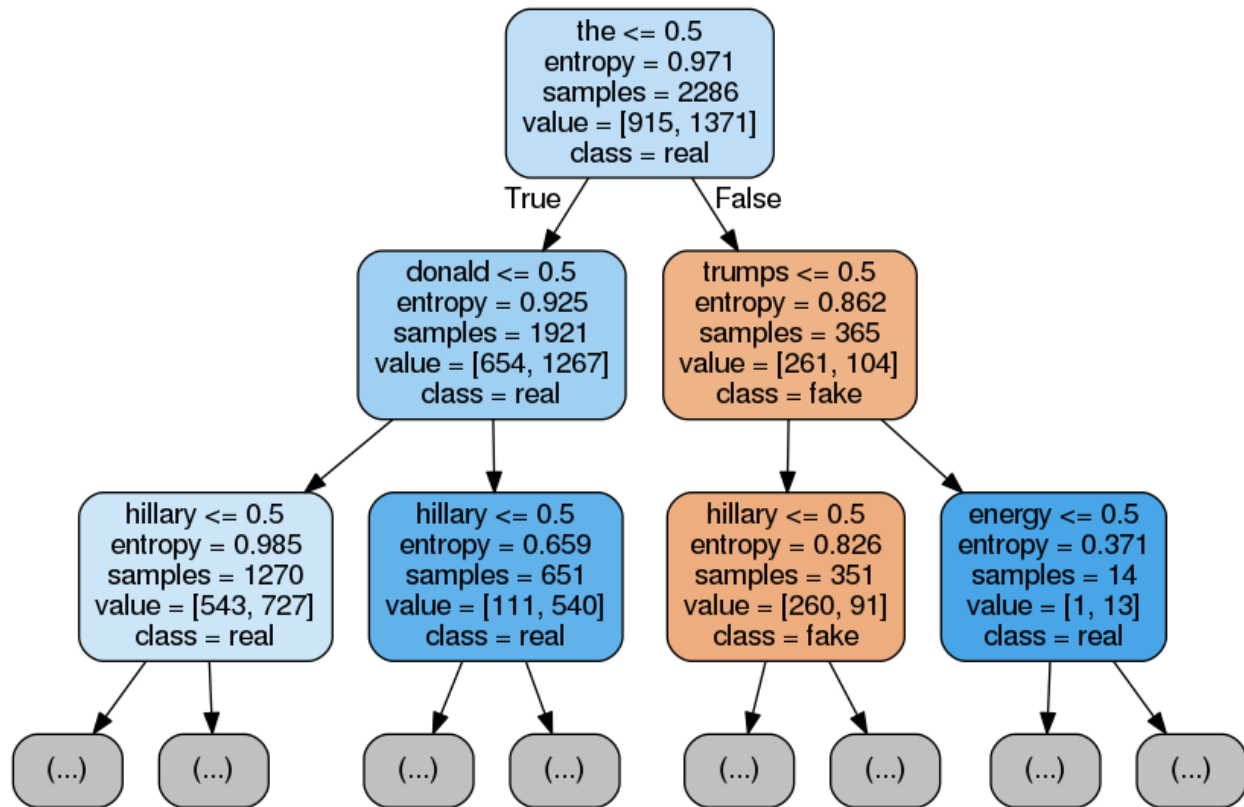 the <= 0.5
entropy = 0.971
samples = 2286
value = [915, 1371]
class = real
True
False
donald <= 0.5
entropy = 0.925
samples = 1921
value = [654, 1267]
class = real
trumps <= 0.5
entropy = 0.862
samples = 365
value = [261, 104]
class = fake
hillary <= 0.5
entropy = 0.985
samples = 1270
value = [543, 727]
class = real
hillary <= 0.5
entropy = 0.659
samples = 651
value = [111, 540]
class = real
hillary <= 0.5
entropy = 0.826
samples = 351
value = [260, 91]
class = fake
energy <= 0.5
entropy = 0.371
samples = 14
value = [1, 13]
class = real
(...)
(...)
(...)
(...)
(...)
(...)
(...)
(...)